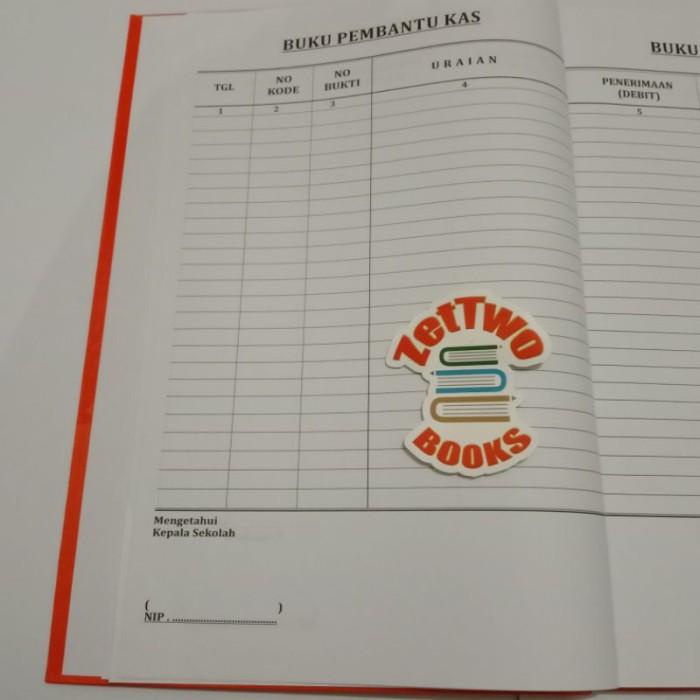 BUKU PEMBANTU KAS
BUKU
TGL
NO
KODE
NO
BUKTI
U R A I A N
PENERIMAAN
(DEBIT)
1
2
3
4
5
ZetTwo
BOOKS
Mengetahui
Kepala Sekolah
( )
NIP . ....................................